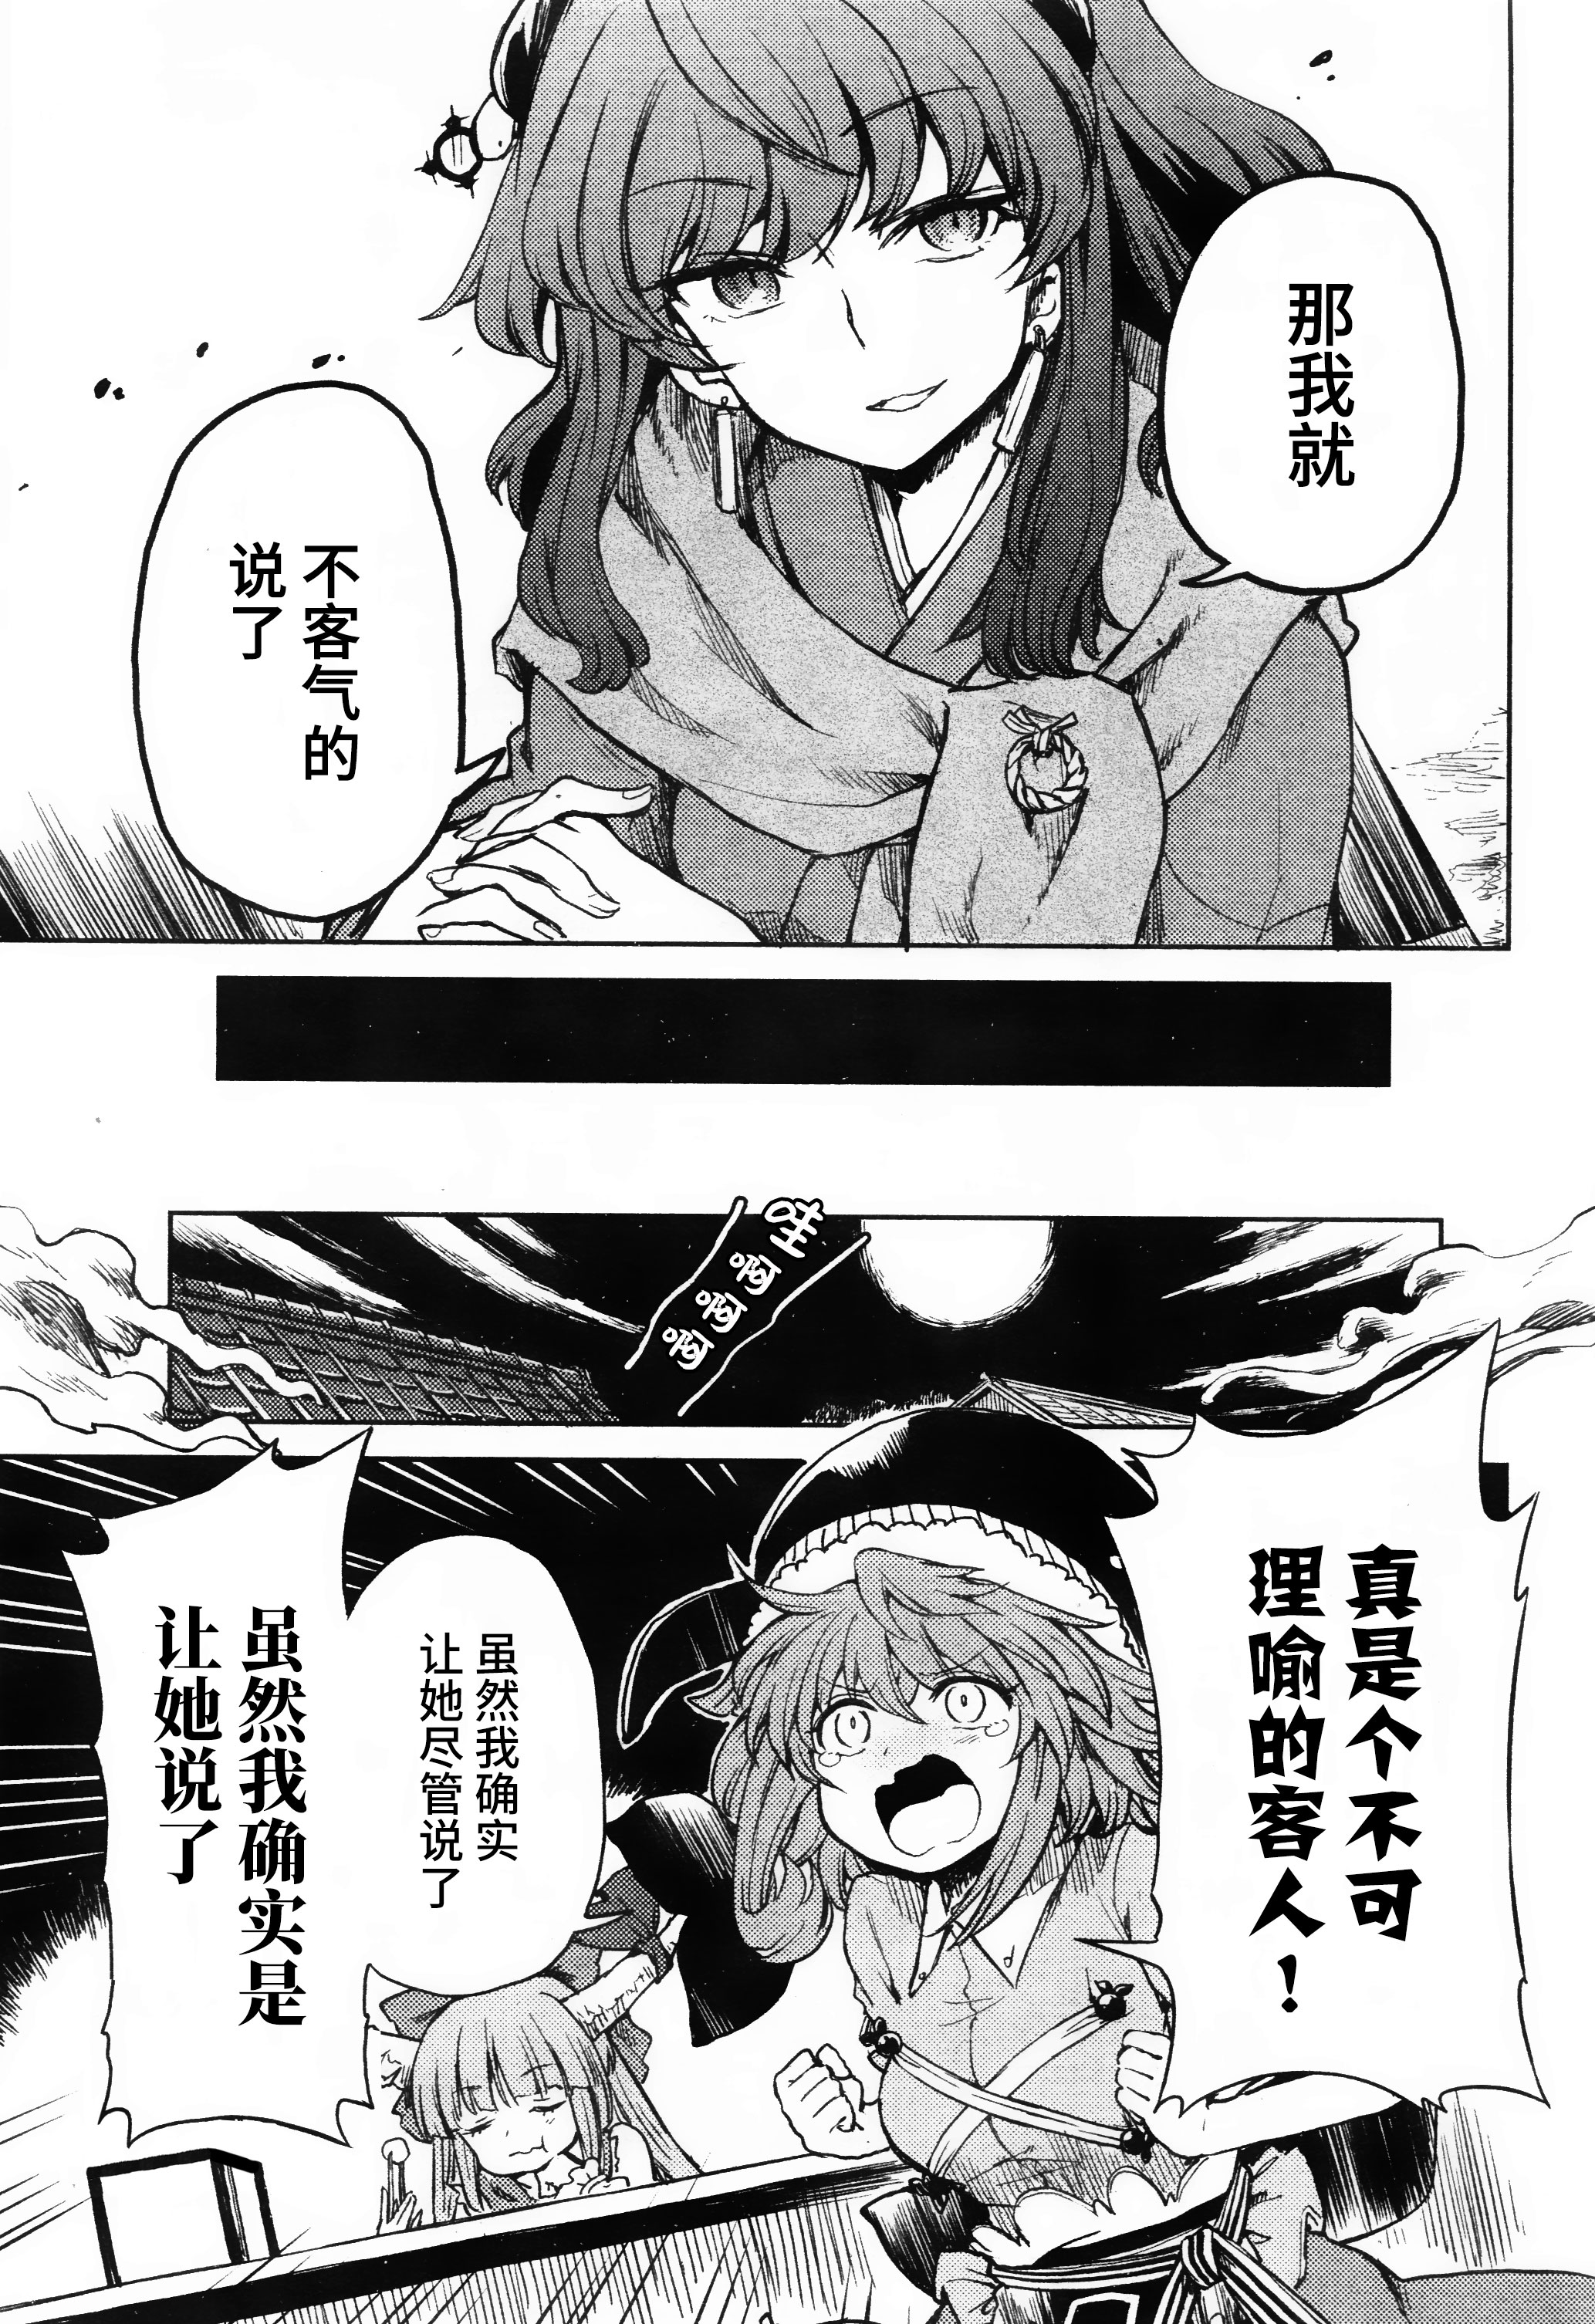 那我就
不客气的
说了
哇啊啊啊
真是个不可
理喻的客人！
虽然我确实
让她尽管说了
虽然我确实是
让她说了